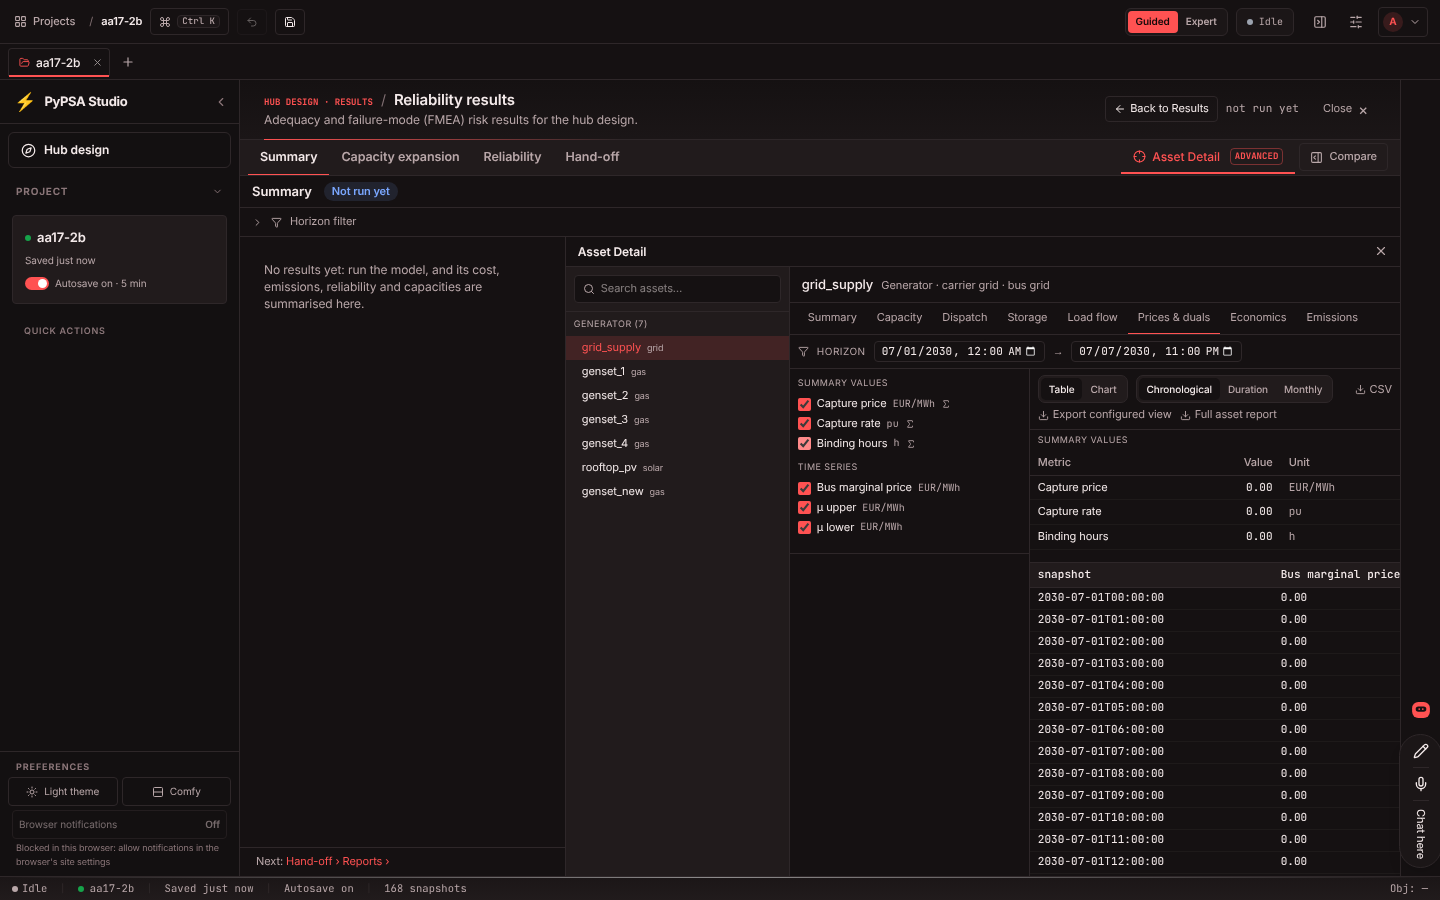 Projects / aa17-2b Ctrl K Guided Expert Idle A
aa17-2b
PyPSA Studio
Hub design
PROJECT
aa17-2b
Saved just now
Autosave on · 5 min
QUICK ACTIONS
PREFERENCES
Light theme Comfy
Browser notifications Off
Blocked in this browser: allow notifications in the
browser's site settings
HUB DESIGN · RESULTS / Reliability results
Adequacy and failure-mode (FMEA) risk results for the hub design.
Back to Results not run yet Close
Summary Capacity expansion Reliability Hand-off Asset Detail ADVANCED Compare
Summary Not run yet
Horizon filter
No results yet: run the model, and its cost,
emissions, reliability and capacities are
summarised here.
Next: Hand-off › Reports ›
Asset Detail
Search assets...
GENERATOR (7)
grid_supply grid
genset_1 gas
genset_2 gas
genset_3 gas
genset_4 gas
rooftop_pv solar
genset_new gas
grid_supply Generator · carrier grid · bus grid
Summary Capacity Dispatch Storage Load flow Prices & duals Economics Emissions
HORIZON 07/01/2030, 12:00 AM → 07/07/2030, 11:00 PM
SUMMARY VALUES
Capture price EUR/MWh Σ
Capture rate pu Σ
Binding hours h Σ
TIME SERIES
Bus marginal price EUR/MWh
µ upper EUR/MWh
µ lower EUR/MWh
Table Chart Chronological Duration Monthly CSV
Export configured view Full asset report
SUMMARY VALUES
Metric Value Unit
Capture price 0.00 EUR/MWh
Capture rate 0.00 pu
Binding hours 0.00 h
snapshot Bus marginal price
2030-07-01T00:00:00 0.00
2030-07-01T01:00:00 0.00
2030-07-01T02:00:00 0.00
2030-07-01T03:00:00 0.00
2030-07-01T04:00:00 0.00
2030-07-01T05:00:00 0.00
2030-07-01T06:00:00 0.00
2030-07-01T07:00:00 0.00
2030-07-01T08:00:00 0.00
2030-07-01T09:00:00 0.00
2030-07-01T10:00:00 0.00
2030-07-01T11:00:00 0.00
2030-07-01T12:00:00 0.00
Chat here
Idle aa17-2b Saved just now Autosave on 168 snapshots Obj: —